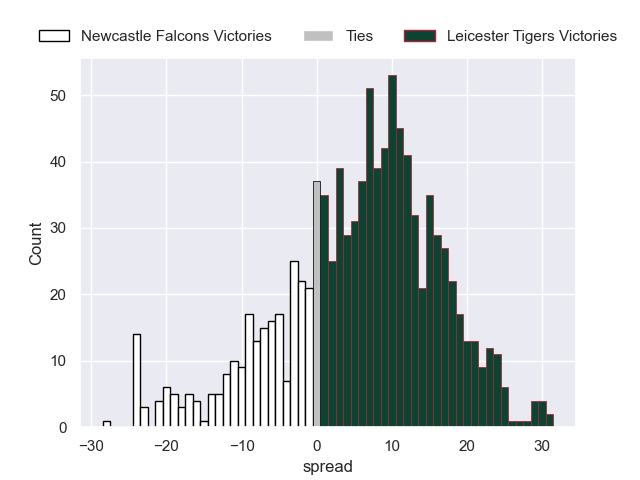 Newcastle Falcons Victories Ties Leicester Tigers Victories
50
40
30
20
10
0
Count
−30 −20 −10 0 10 20 30
spread